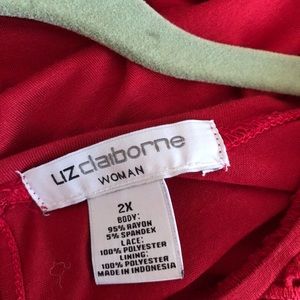 LIZ claiborne
WOMAN
2X
BODY:
95% RAYON
5% SPANDEX
LACE:
100% POLYESTER
LINING:
100% POLYESTER
MADE IN INDONESIA